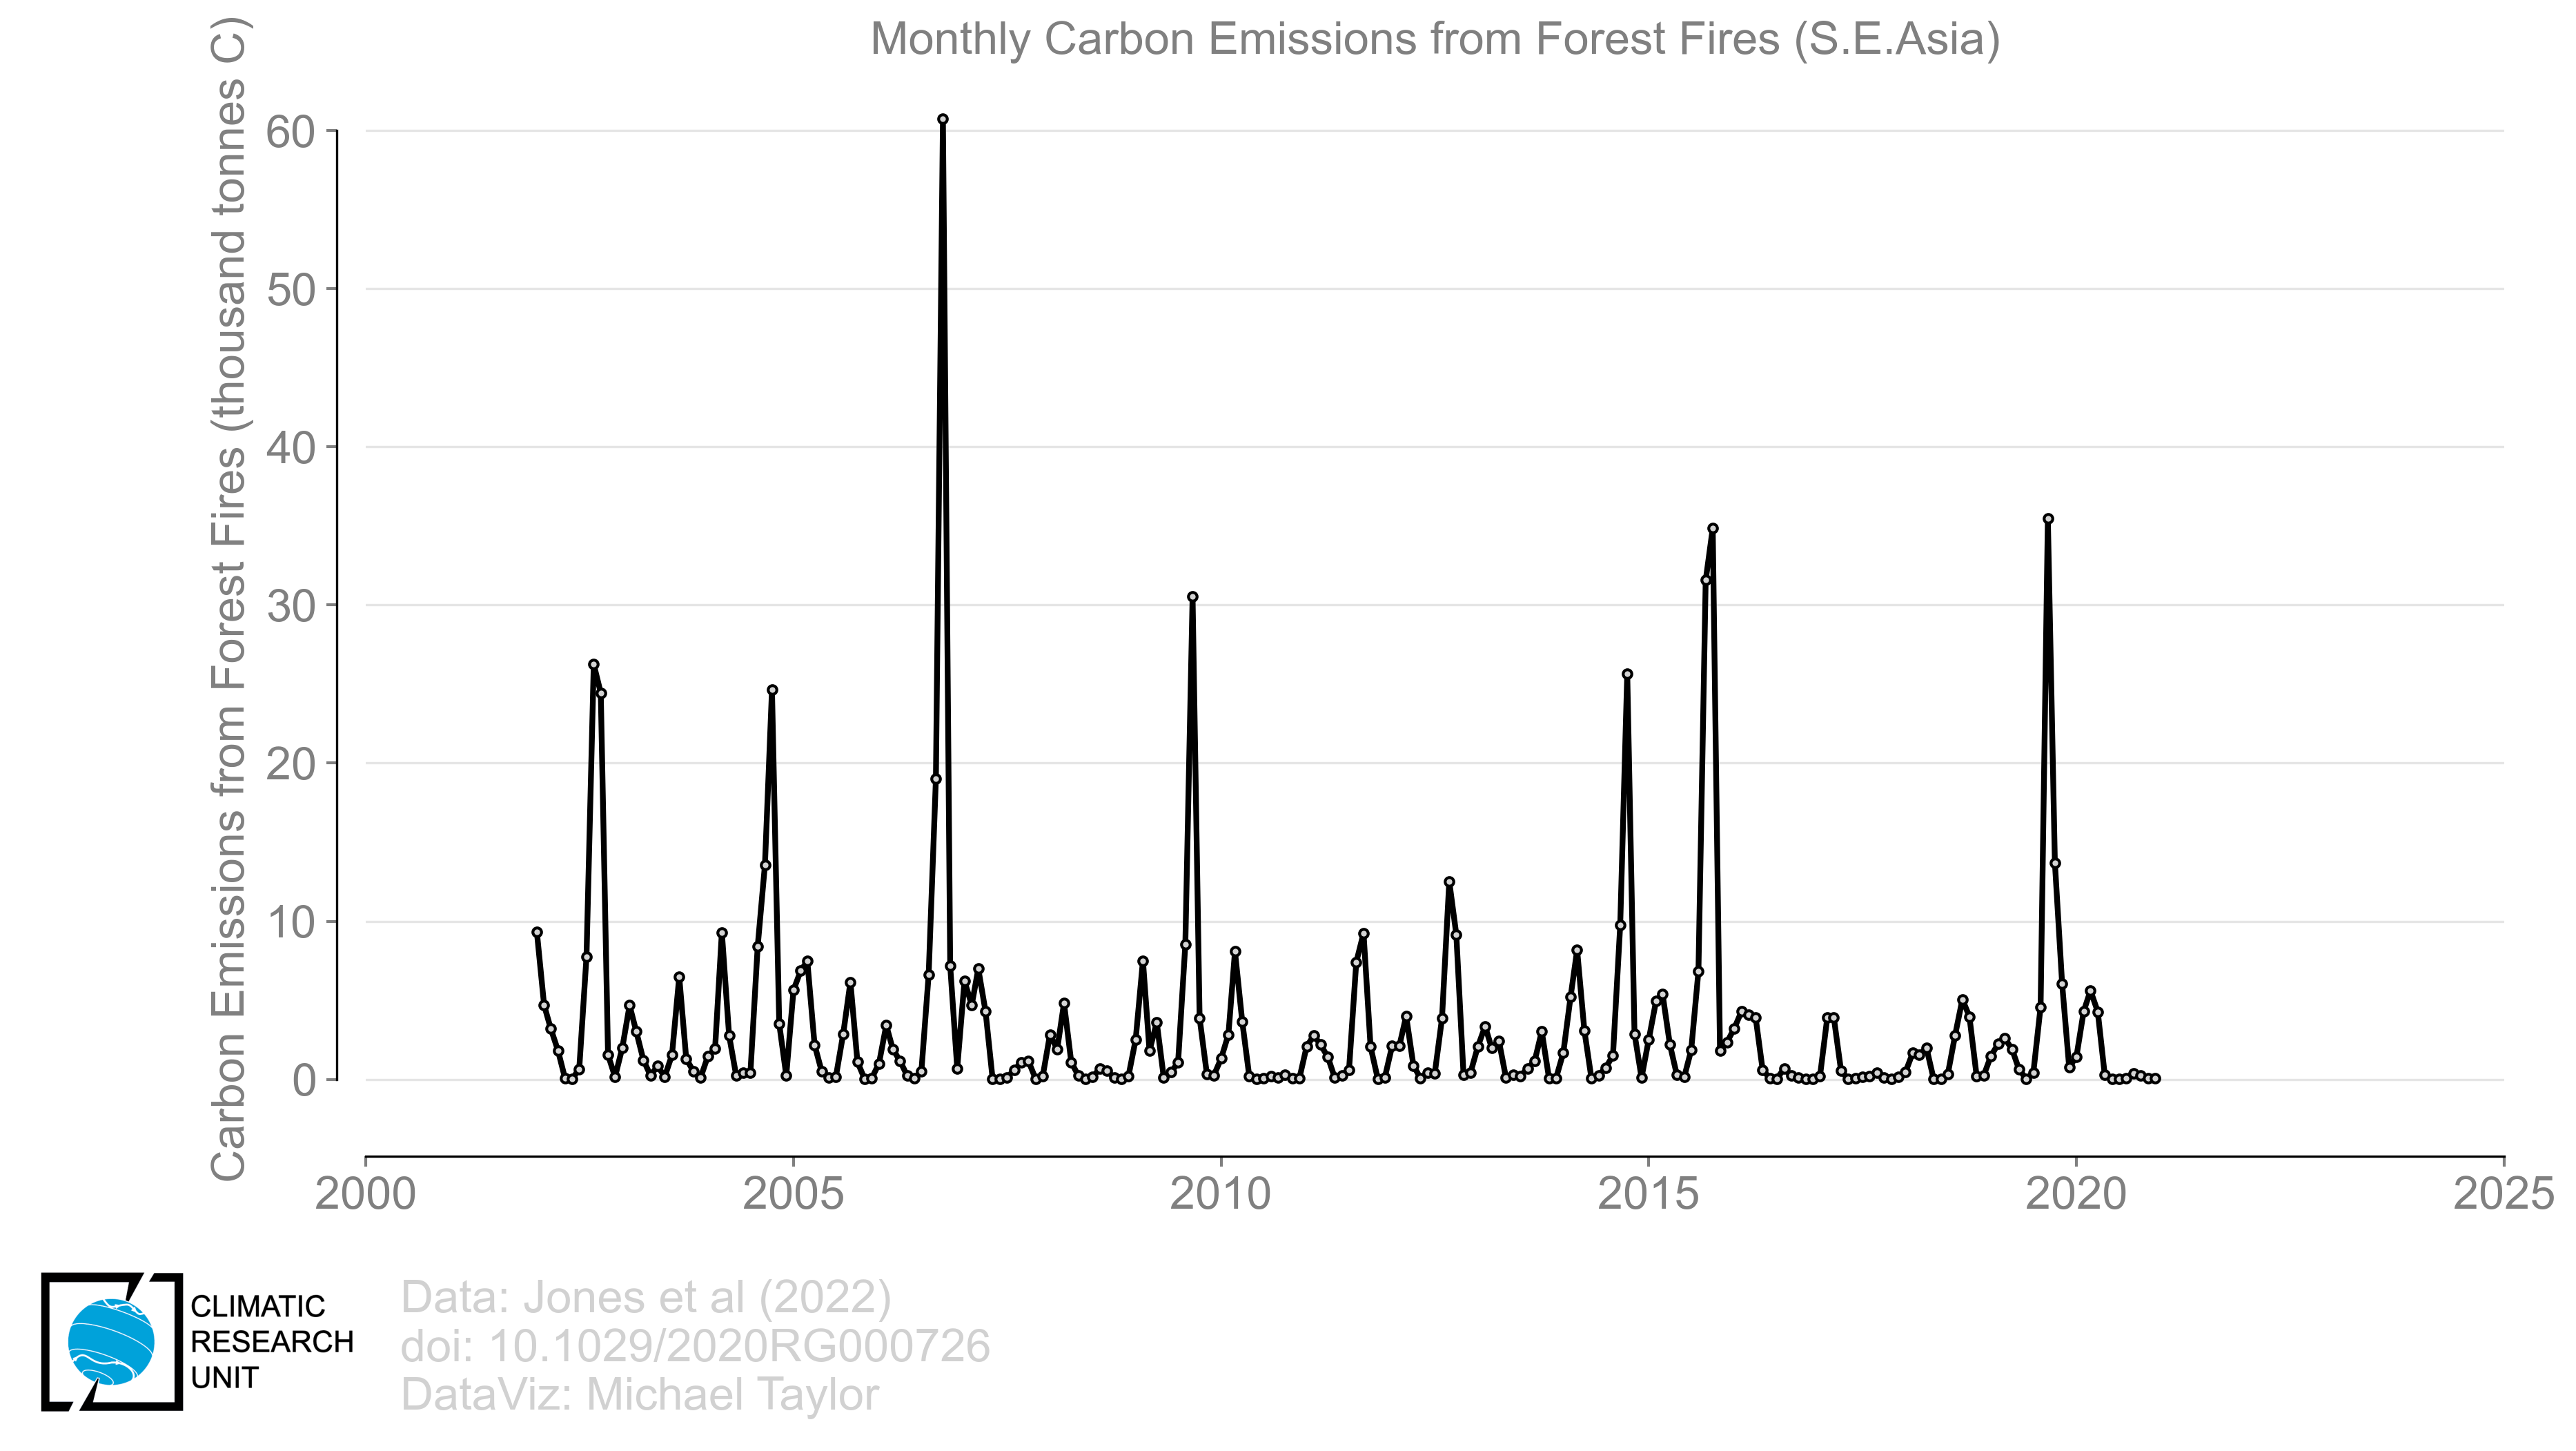 Monthly Carbon Emissions from Forest Fires (S.E.Asia)
Carbon Emissions from Forest Fires (thousand tonnes C)
60
50
40
30
20
10
0
2000
2005
2010
2015
2020
2025
CLIMATIC
RESEARCH
UNIT
Data: Jones et al (2022)
doi: 10.1029/2020RG000726
DataViz: Michael Taylor